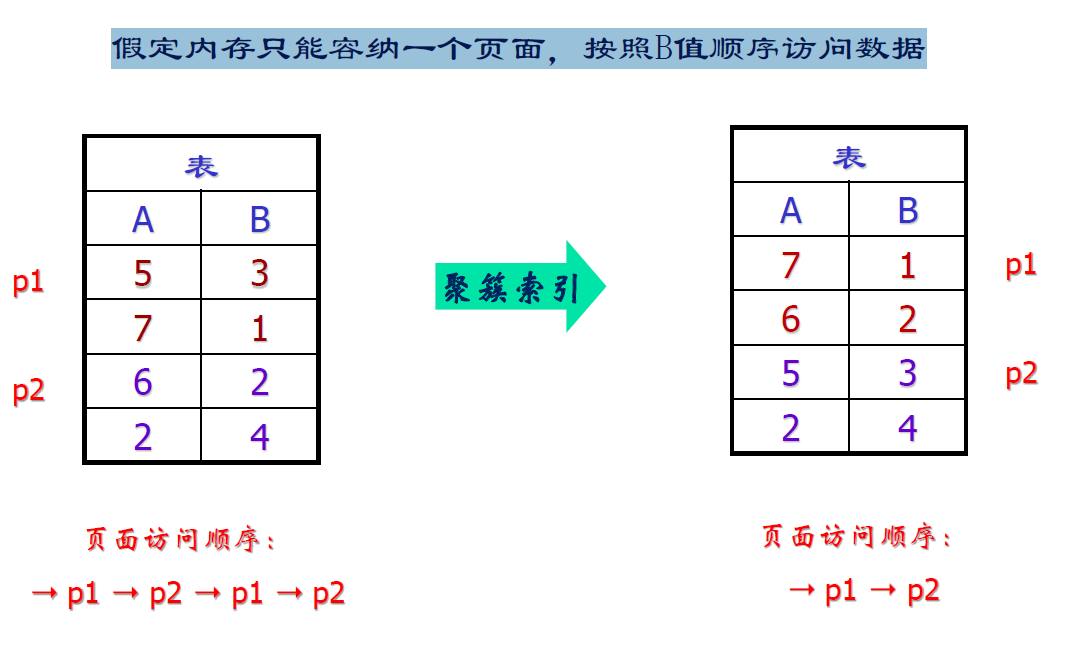 假定内存只能容纳一个页面，按照B值顺序访问数据
表
A B
p1 5 3
7 1
p2 6 2
2 4
聚簇索引
表
A B
7 1 p1
6 2
5 3 p2
2 4
页面访问顺序：
→ p1 → p2 → p1 → p2
页面访问顺序：
→ p1 → p2